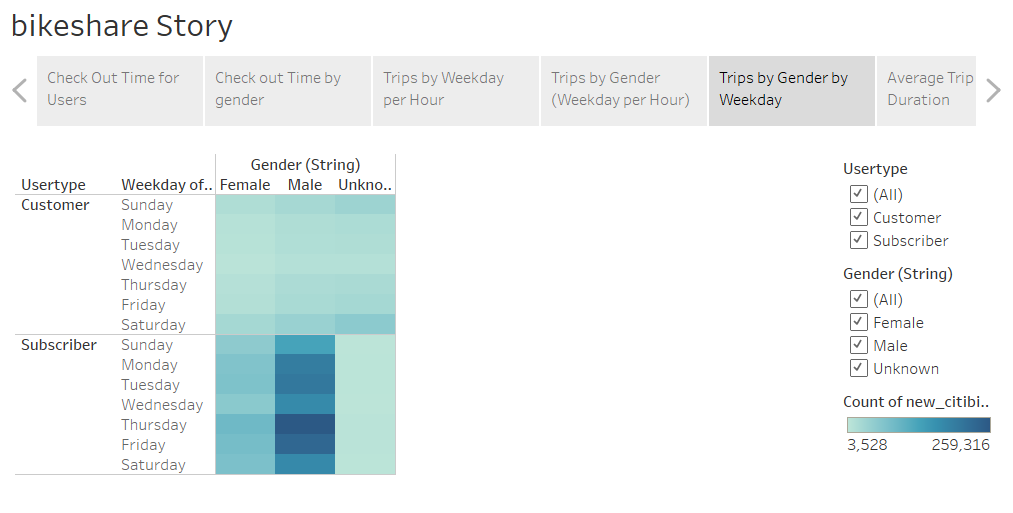 bikeshare Story
Check Out Time for
Users
Check out Time by
gender
Trips by Weekday
per Hour
Trips by Gender
(Weekday per Hour)
Trips by Gender by
Weekday
Average Trip
Duration
Gender (String)
Usertype Weekday of.. Female Male Unkno..
Customer Sunday
Monday
Tuesday
Wednesday
Thursday
Friday
Saturday
Subscriber Sunday
Monday
Tuesday
Wednesday
Thursday
Friday
Saturday
Usertype
(All)
Customer
Subscriber
Gender (String)
(All)
Female
Male
Unknown
Count of new_citibi..
3,528 259,316